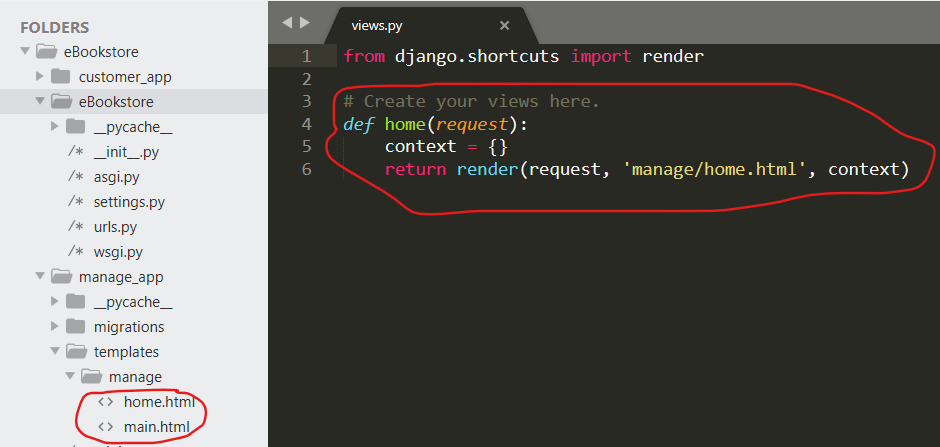 FOLDERS
eBookstore
customer_app
eBookstore
__pycache__
__init__.py
asgi.py
settings.py
urls.py
wsgi.py
manage_app
__pycache__
migrations
templates
manage
home.html
main.html
views.py
1 from django.shortcuts import render
2
3 # Create your views here.
4 def home(request):
5     context = {}
6     return render(request, 'manage/home.html', context)